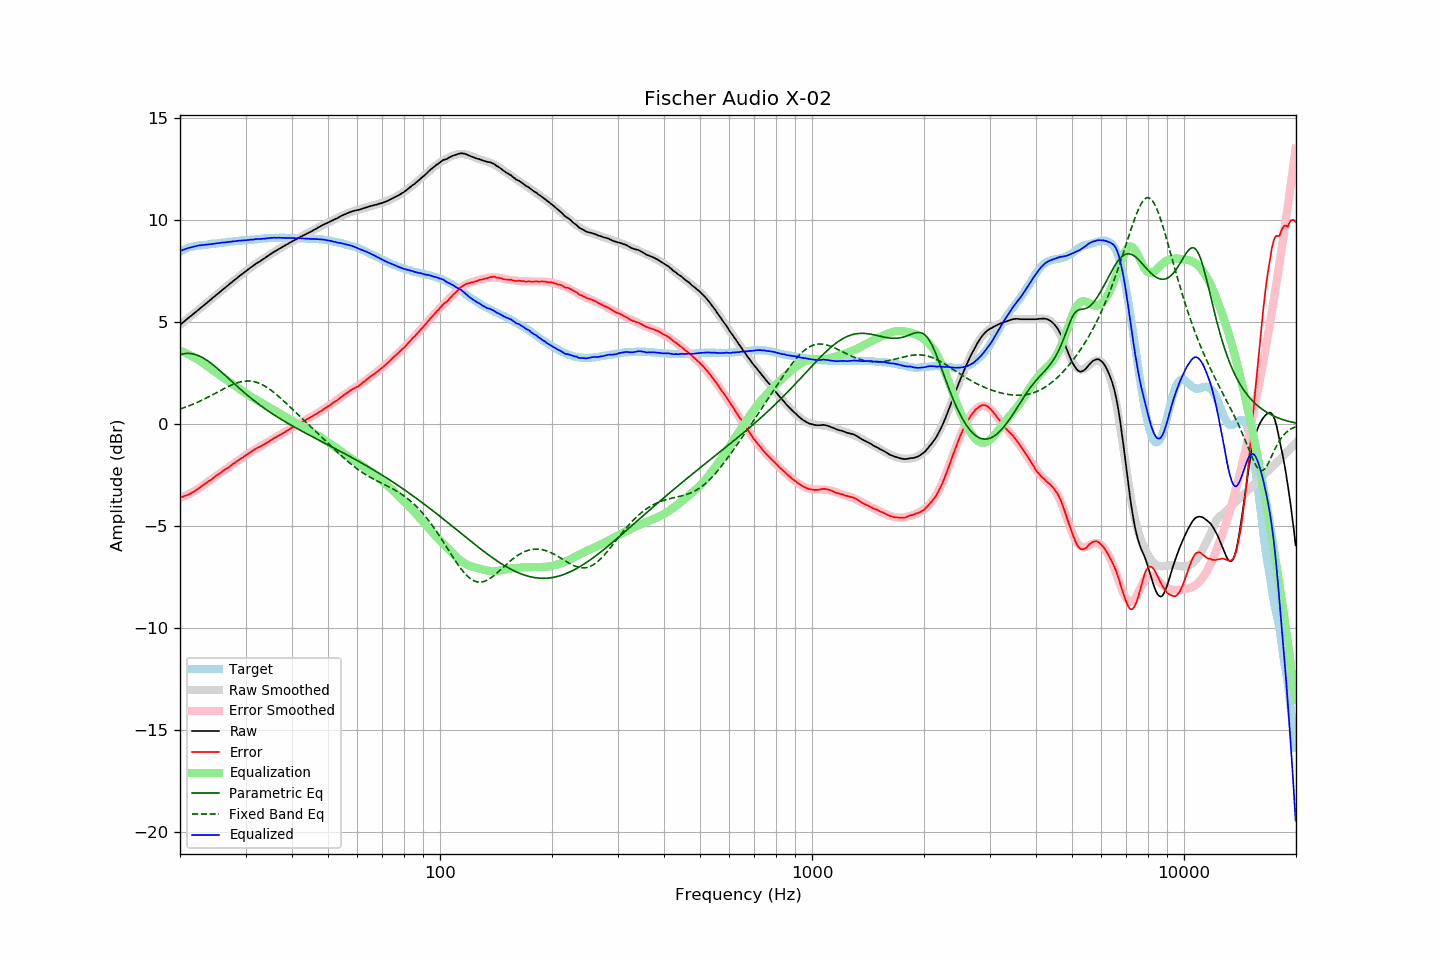 Fischer Audio X-02
Amplitude (dBr)
15
10
5
0
−5
−10
−15
−20
Target
Raw Smoothed
Error Smoothed
Raw
Error
Equalization
Parametric Eq
Fixed Band Eq
Equalized
100 1000 10000
Frequency (Hz)